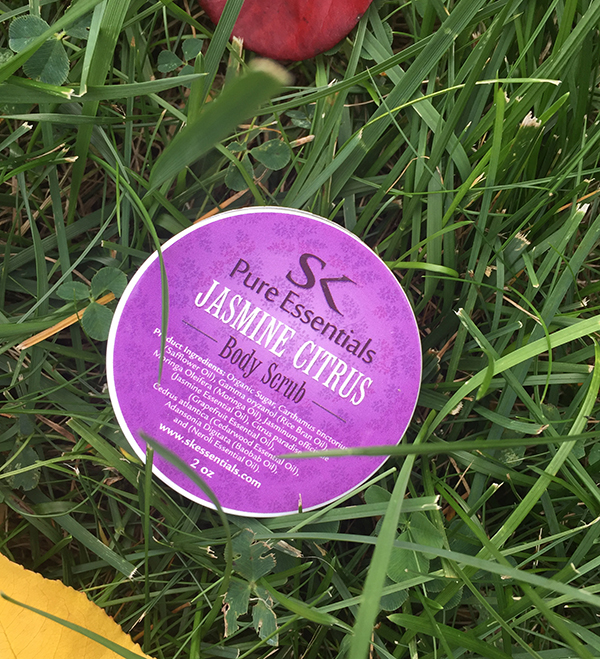 SK
Pure Essentials
JASMINE CITRUS
Body Scrub
Product Ingredients: Organic Sugar, Carthamus tinctorius
(Safflower Oil), Gamma oryzanol (Rice Bran Oil),
Moringa Oleifera (Moringa Oil), Jasminum officinale
(Jasmine Essential Oil), Citrus
(Grapefruit Essential Oil),
Cedrus atlantica (Cedarwood Essential Oil),
Adansonia Digitata (Baobab Oil),
and (Neroli Essential Oil).
www.skessentials.com
2 oz